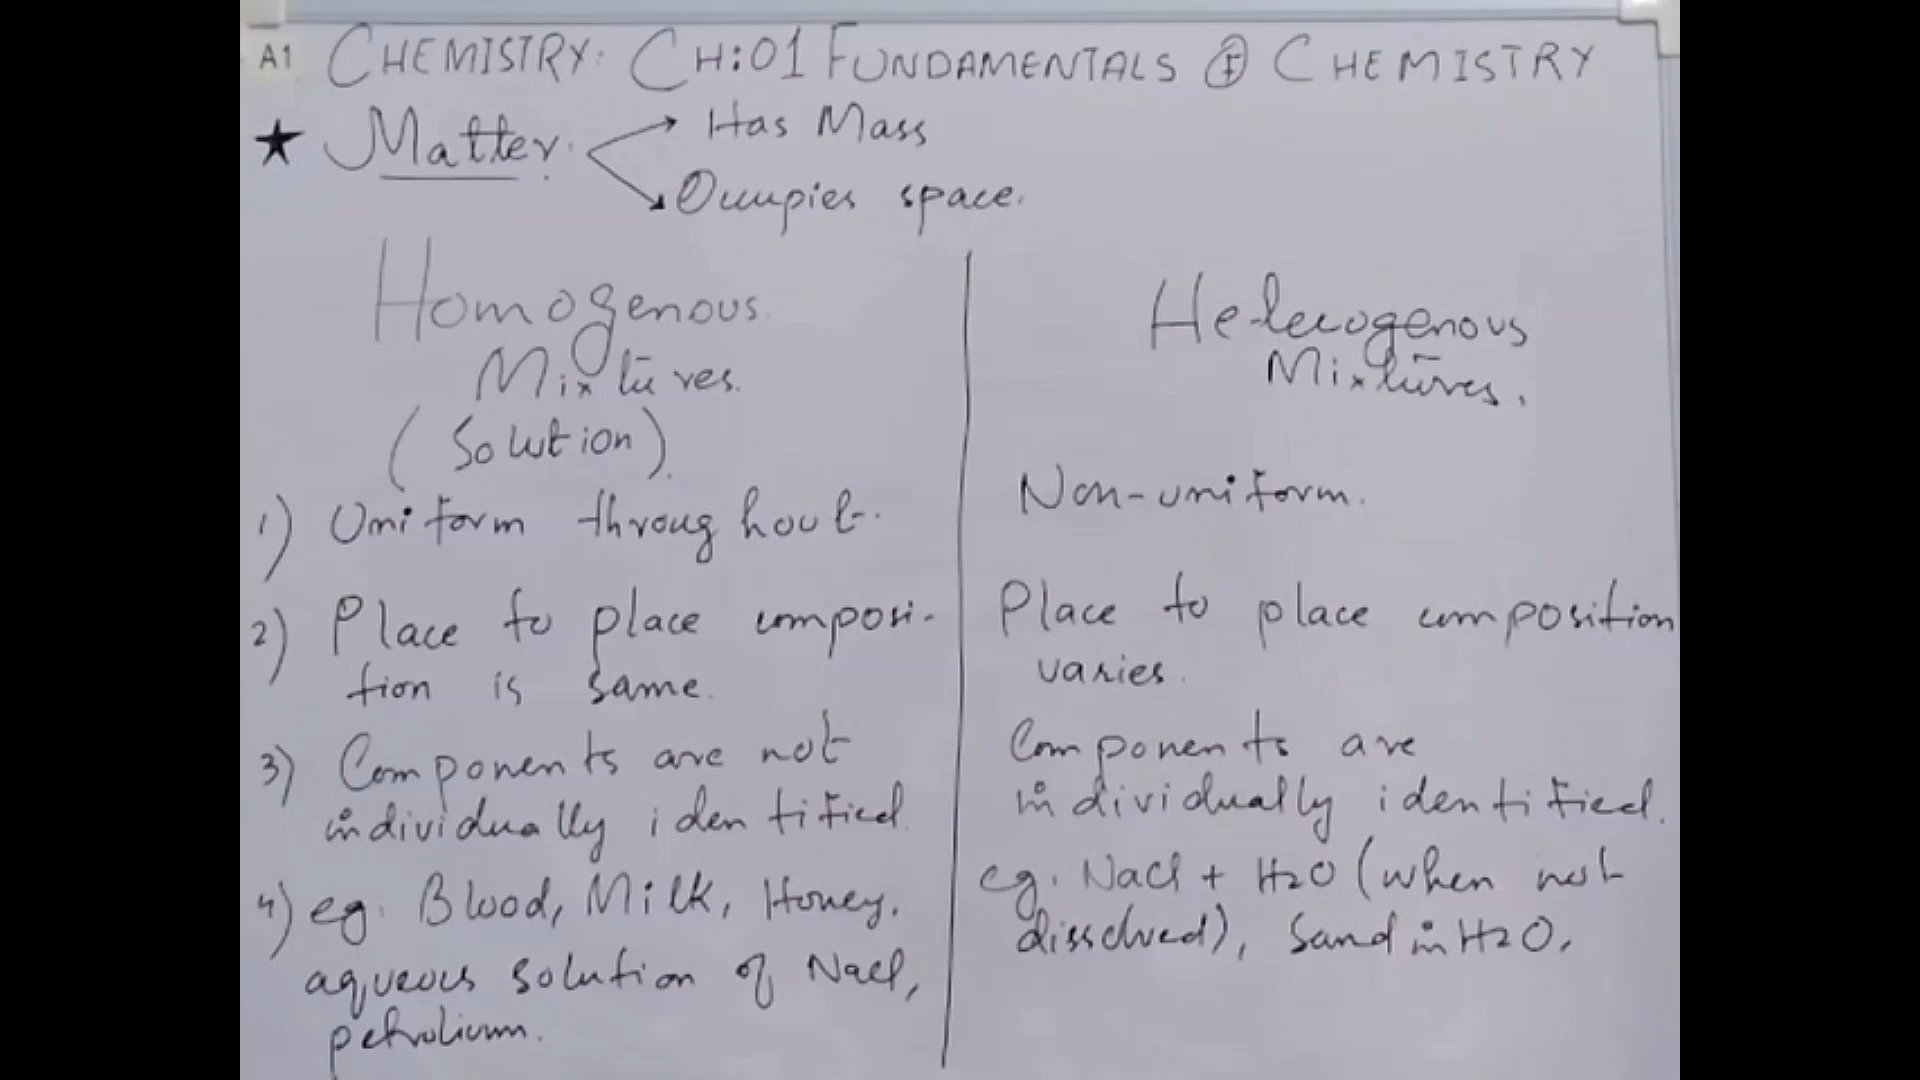 A1 CHEMISTRY: CH:01 FUNDAMENTALS OF CHEMISTRY
★ Matter. → Has Mass
→ Occupies space.
Homogenous
Mixtures.
(Solution).
1) Uniform throughout.
2) Place to place composi-
tion is same.
3) Components are not
individually identified
4) eg. Blood, Milk, Honey,
aqueous solution of NaCl,
petrolium.
Heterogenous
Mixtures.
Non-uniform.
Place to place composition
varies.
Components are
individually identified.
eg. NaCl + H2O (when not
dissolved), Sand in H2O.